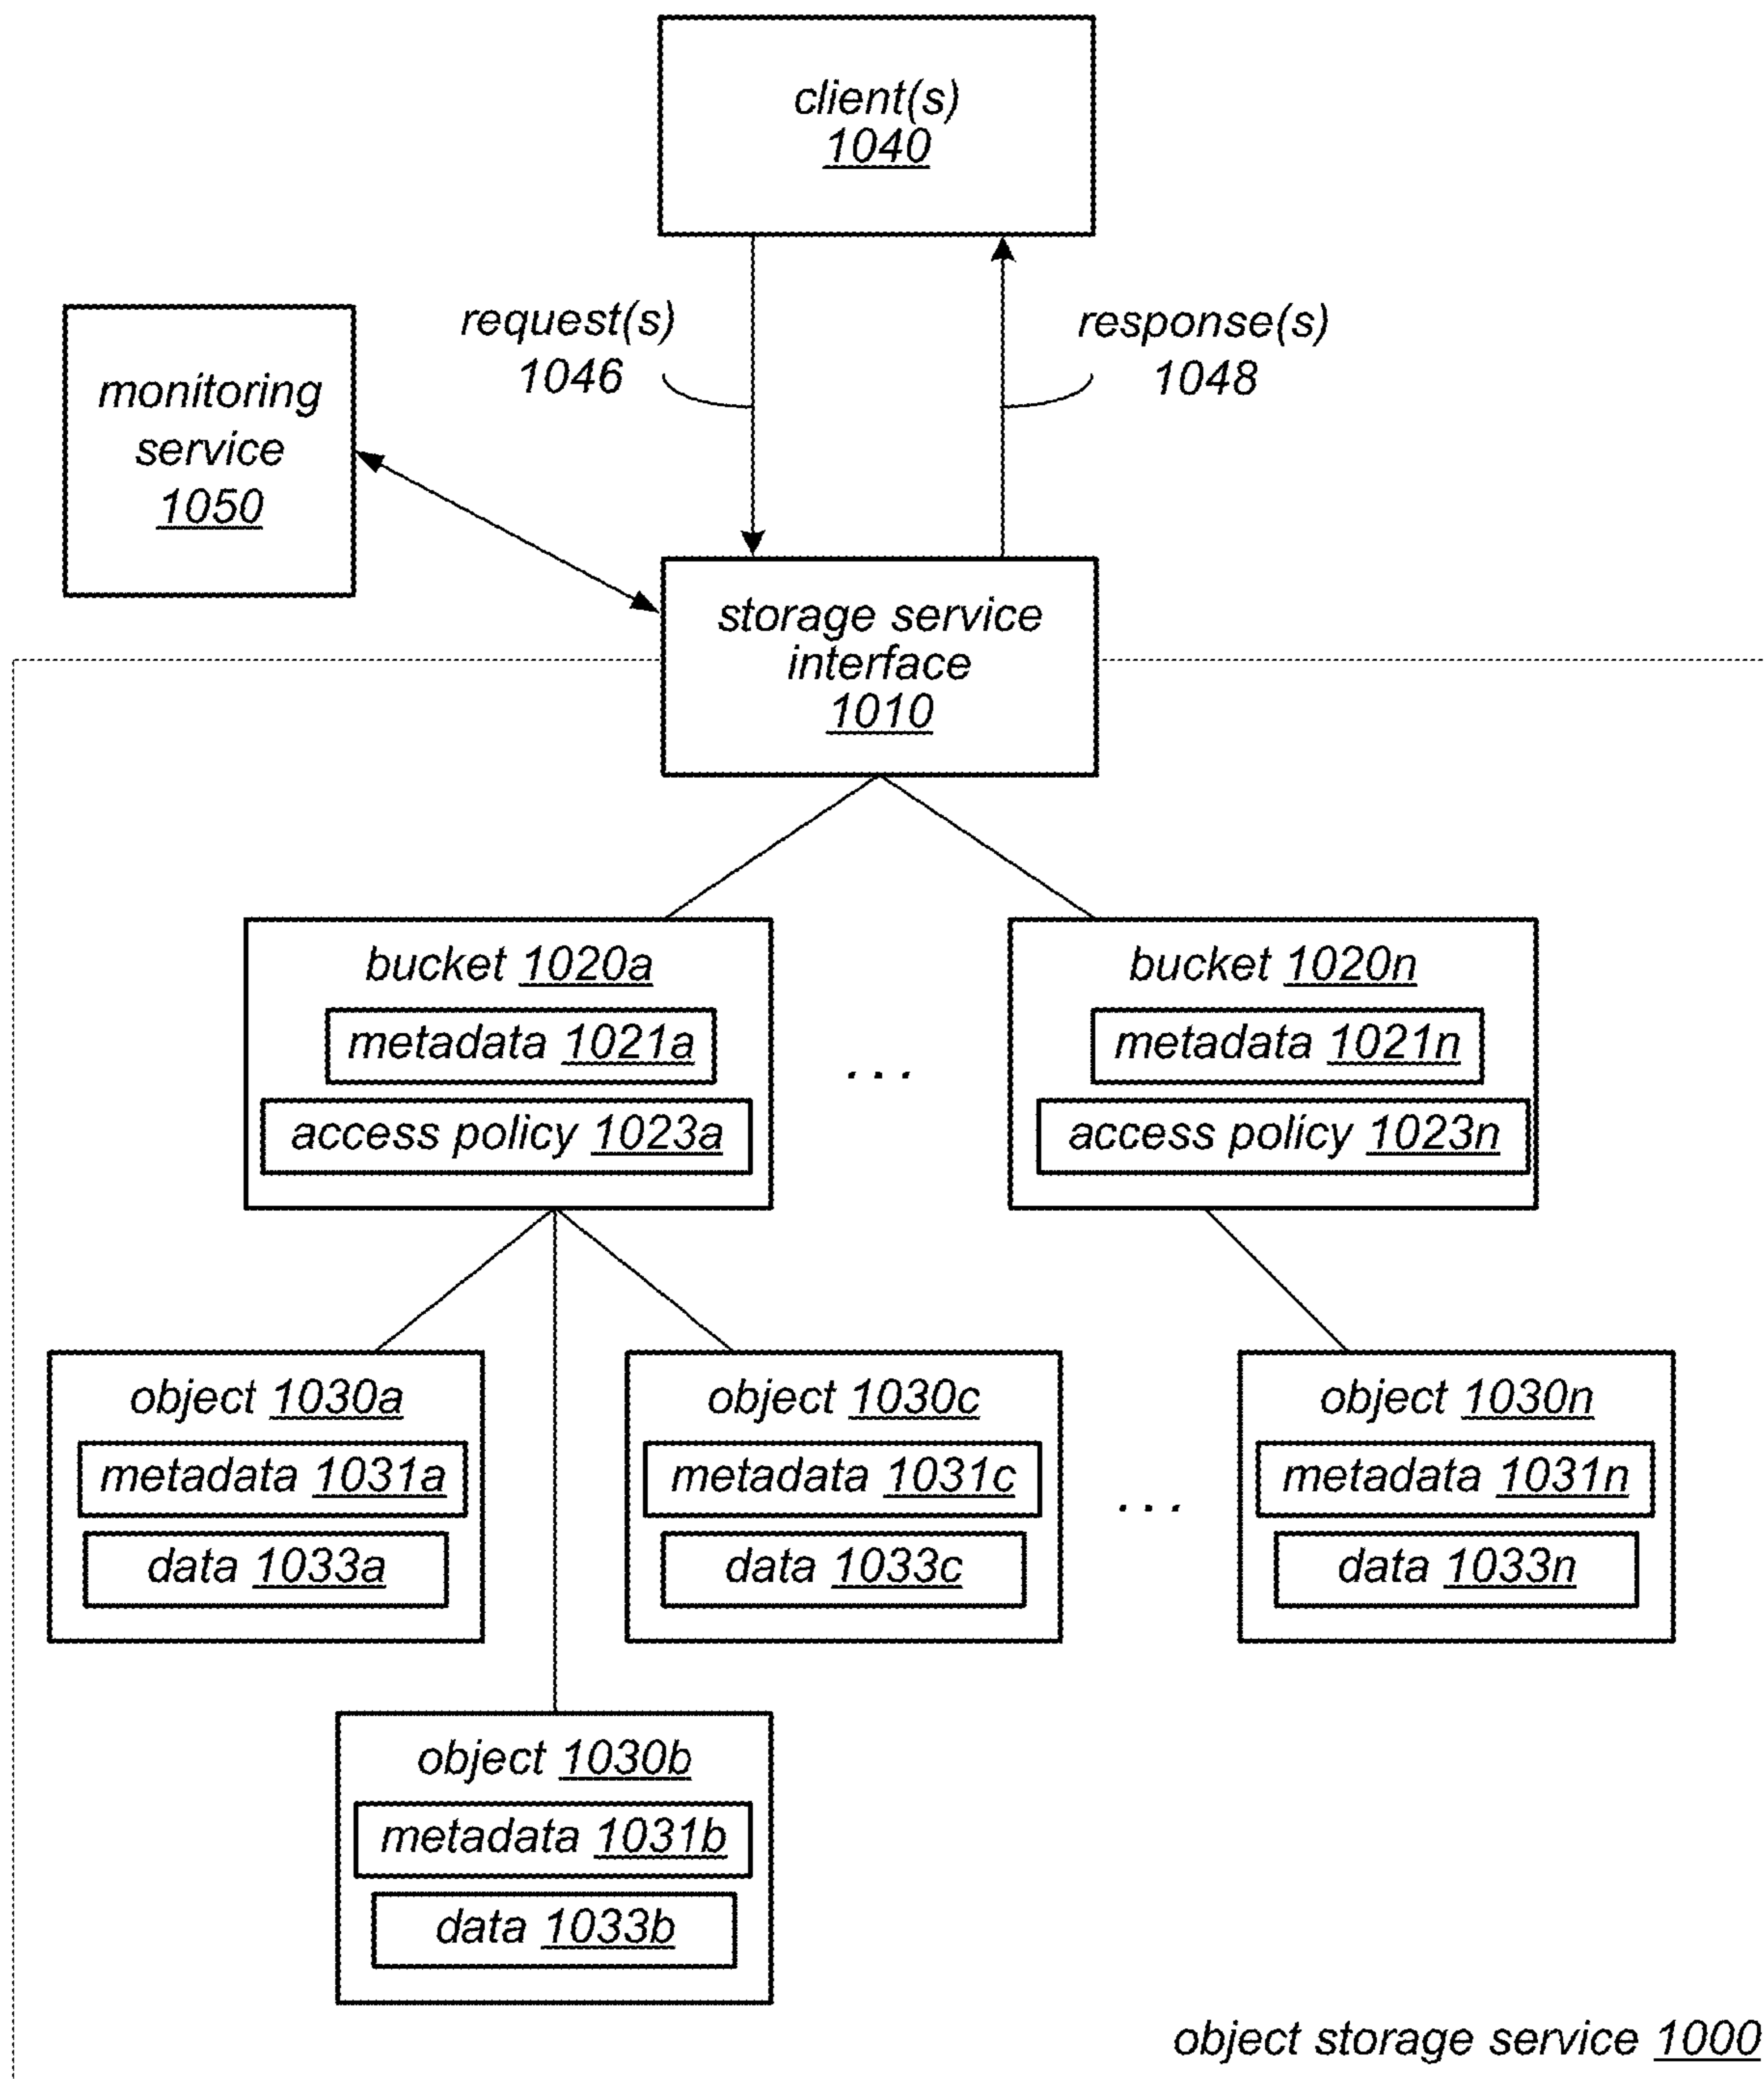 client(s)
1040
request(s)
1046
response(s)
1048
monitoring
service
1050
storage service
interface
1010
bucket 1020a
metadata 1021a
access policy 1023a
. . .
bucket 1020n
metadata 1021n
access policy 1023n
object 1030a
metadata 1031a
data 1033a
object 1030c
metadata 1031c
data 1033c
. . .
object 1030n
metadata 1031n
data 1033n
object 1030b
metadata 1031b
data 1033b
object storage service 1000